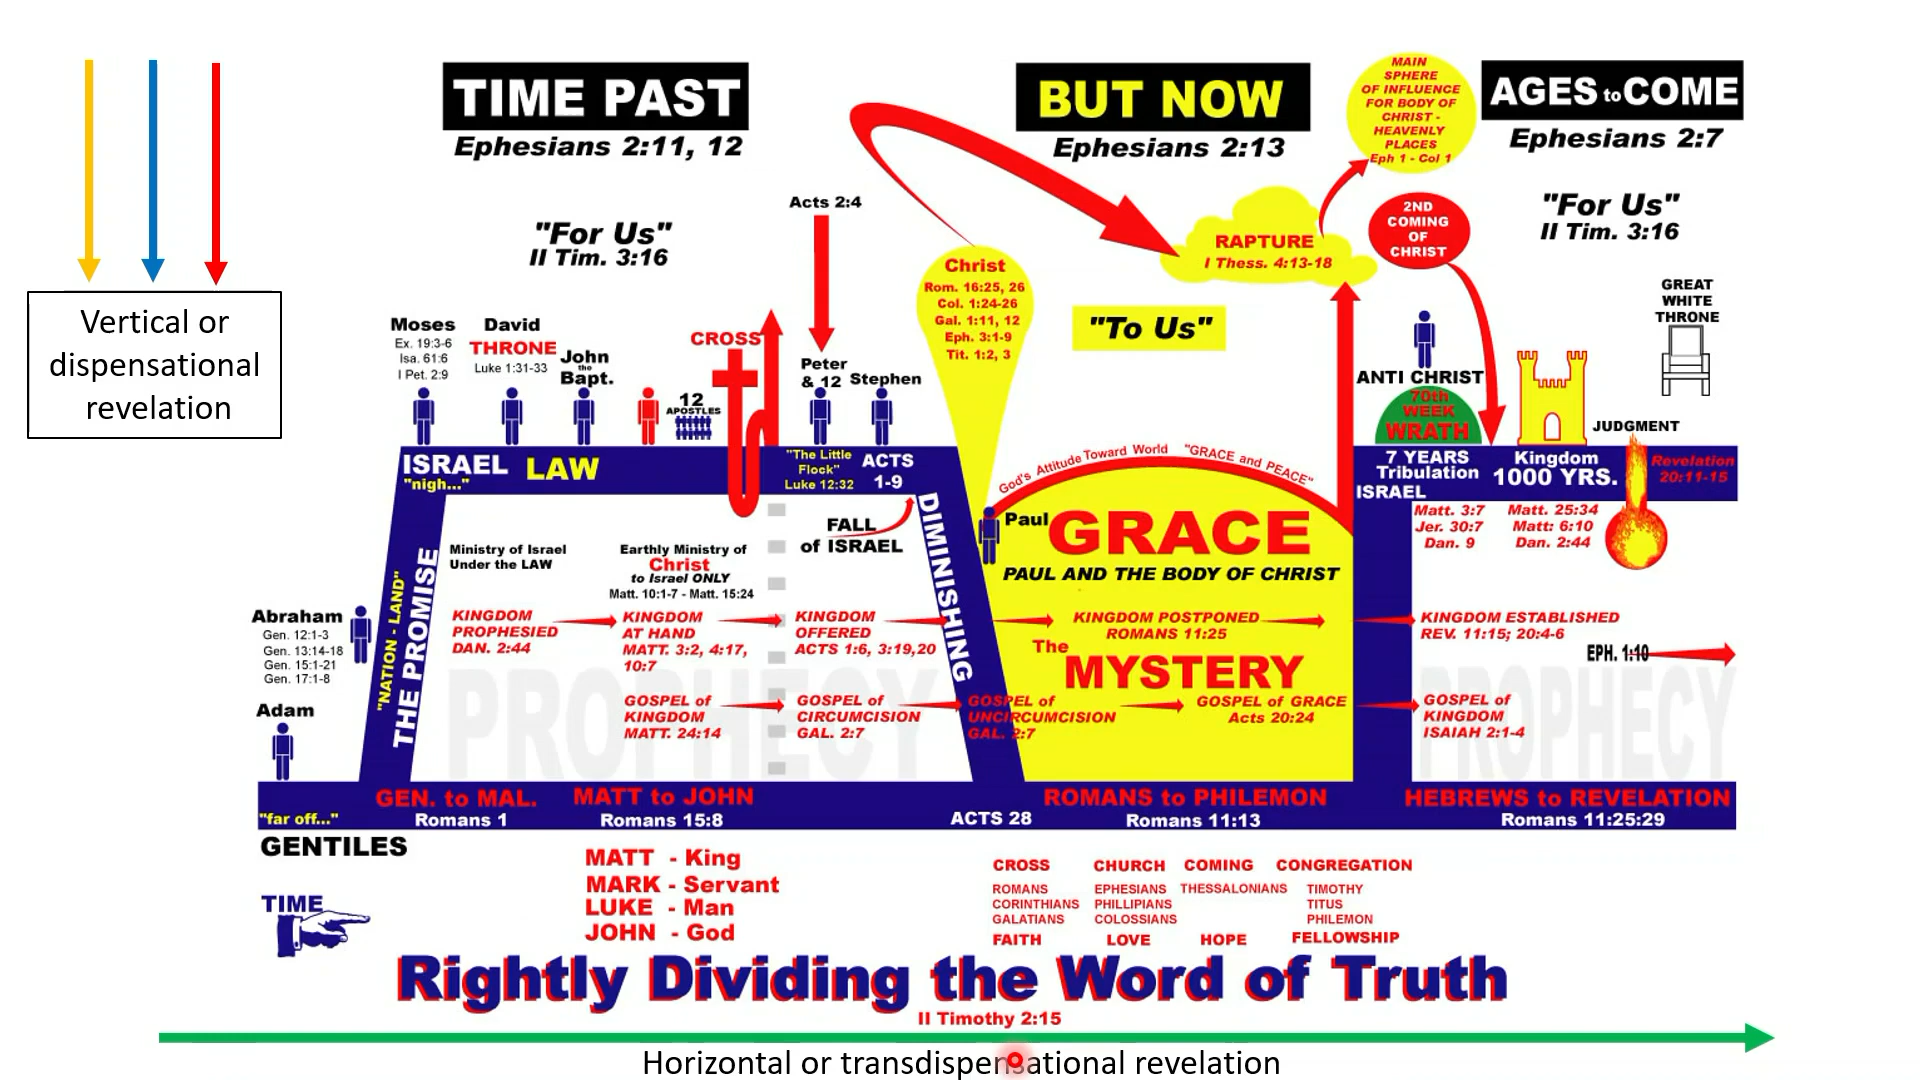 TIME PAST
Ephesians 2:11, 12
BUT NOW
Ephesians 2:13
AGES to COME
Ephesians 2:7
MAIN
SPHERE
OF INFLUENCE
FOR BODY OF
CHRIST -
HEAVENLY
PLACES
Eph 1 - Col 1
"For Us"
II Tim. 3:16
Acts 2:4
"For Us"
II Tim. 3:16
2ND
COMING
OF
CHRIST
RAPTURE
I Thess. 4:13-18
Christ
Rom. 16:25, 26
Col. 1:24-26
Gal. 1:11, 12
Eph. 3:1-9
Tit. 1:2, 3
"To Us"
GREAT
WHITE
THRONE
Vertical or
dispensational
revelation
Moses
Ex. 19:3-6
Isa. 61:6
I Pet. 2:9
David
THRONE
Luke 1:31-33
John
the
Bapt.
12
APOSTLES
CROSS
Peter
& 12
Stephen
ANTI CHRIST
70th
WEEK
WRATH
JUDGMENT
ISRAEL LAW
"nigh..."
"The Little
Flock"
Luke 12:32
ACTS
1-9
God's Attitude Toward World "GRACE and PEACE"
7 YEARS
Tribulation
ISRAEL
Kingdom
1000 YRS.
Revelation
20:11-15
Matt. 3:7
Jer. 30:7
Dan. 9
Matt. 25:34
Matt: 6:10
Dan. 2:44
FALL
of ISRAEL
DIMINISHING
Paul
GRACE
PAUL AND THE BODY OF CHRIST
Ministry of Israel
Under the LAW
Earthly Ministry of
Christ
to Israel ONLY
Matt. 10:1-7 - Matt. 15:24
"NATION - LAND"
THE PROMISE
Abraham
Gen. 12:1-3
Gen. 13:14-18
Gen. 15:1-21
Gen. 17:1-8
KINGDOM
PROPHESIED
DAN. 2:44
KINGDOM
AT HAND
MATT. 3:2, 4:17,
10:7
KINGDOM
OFFERED
ACTS 1:6, 3:19,20
KINGDOM POSTPONED
ROMANS 11:25
KINGDOM ESTABLISHED
REV. 11:15; 20:4-6
EPH. 1:10
The
MYSTERY
PROPHECY
PROPHECY
Adam
GOSPEL of
KINGDOM
MATT. 24:14
GOSPEL of
CIRCUMCISION
GAL. 2:7
GOSPEL of
UNCIRCUMCISION
GAL. 2:7
GOSPEL of GRACE
Acts 20:24
GOSPEL of
KINGDOM
ISAIAH 2:1-4
"far off..."
GEN. to MAL.
Romans 1
MATT to JOHN
Romans 15:8
ACTS 28
ROMANS to PHILEMON
Romans 11:13
HEBREWS to REVELATION
Romans 11:25:29
GENTILES
TIME
MATT - King
MARK - Servant
LUKE - Man
JOHN - God
CROSS
ROMANS
CORINTHIANS
GALATIANS
FAITH
CHURCH
EPHESIANS
PHILLIPIANS
COLOSSIANS
LOVE
COMING
THESSALONIANS
HOPE
CONGREGATION
TIMOTHY
TITUS
PHILEMON
FELLOWSHIP
Rightly Dividing the Word of Truth
II Timothy 2:15
Horizontal or transdispensational revelation